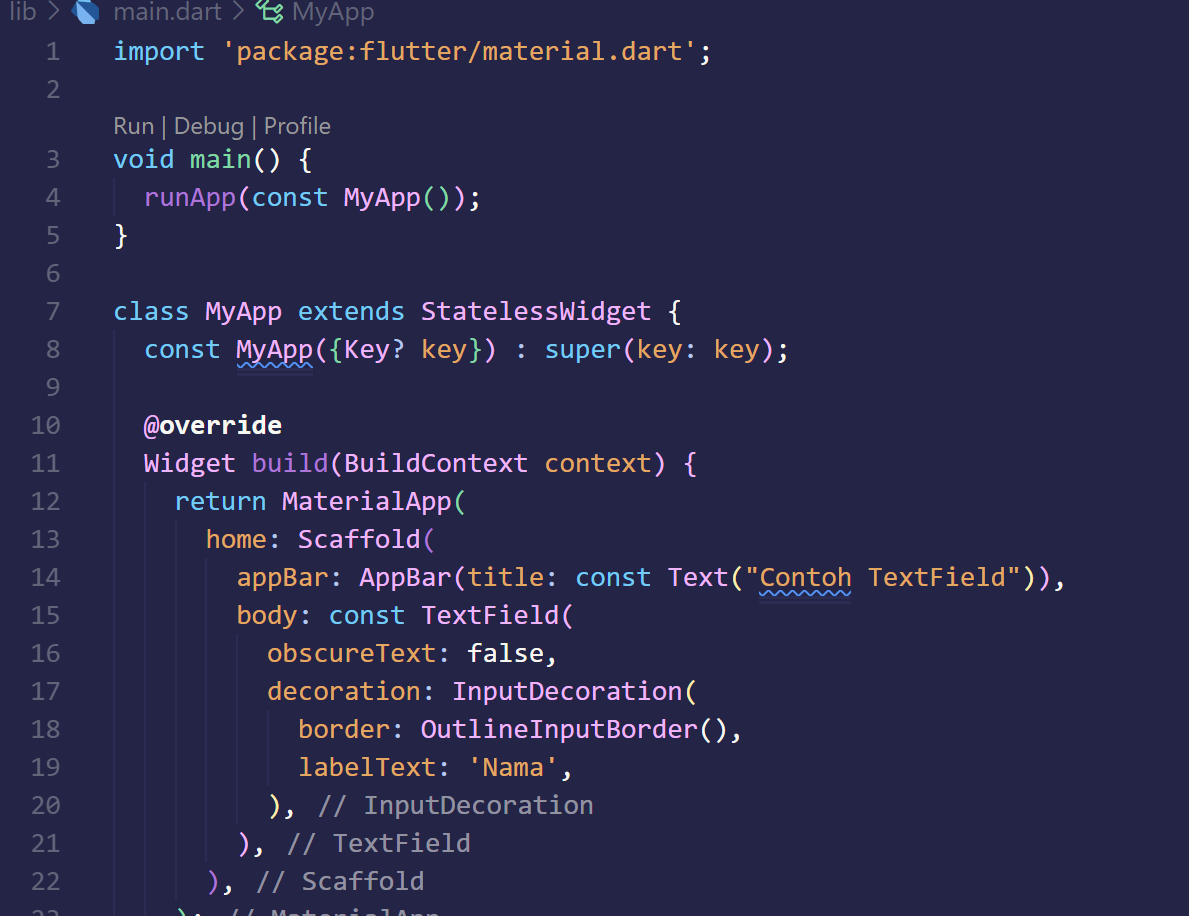 lib > main.dart > MyApp
1 import 'package:flutter/material.dart';
2
Run | Debug | Profile
3 void main() {
4   runApp(const MyApp());
5 }
6
7 class MyApp extends StatelessWidget {
8   const MyApp({Key? key}) : super(key: key);
9
10   @override
11   Widget build(BuildContext context) {
12     return MaterialApp(
13       home: Scaffold(
14         appBar: AppBar(title: const Text("Contoh TextField")),
15         body: const TextField(
16           obscureText: false,
17           decoration: InputDecoration(
18             border: OutlineInputBorder(),
19             labelText: 'Nama',
20           ), // InputDecoration
21         ), // TextField
22       ), // Scaffold
23     ); // MaterialApp